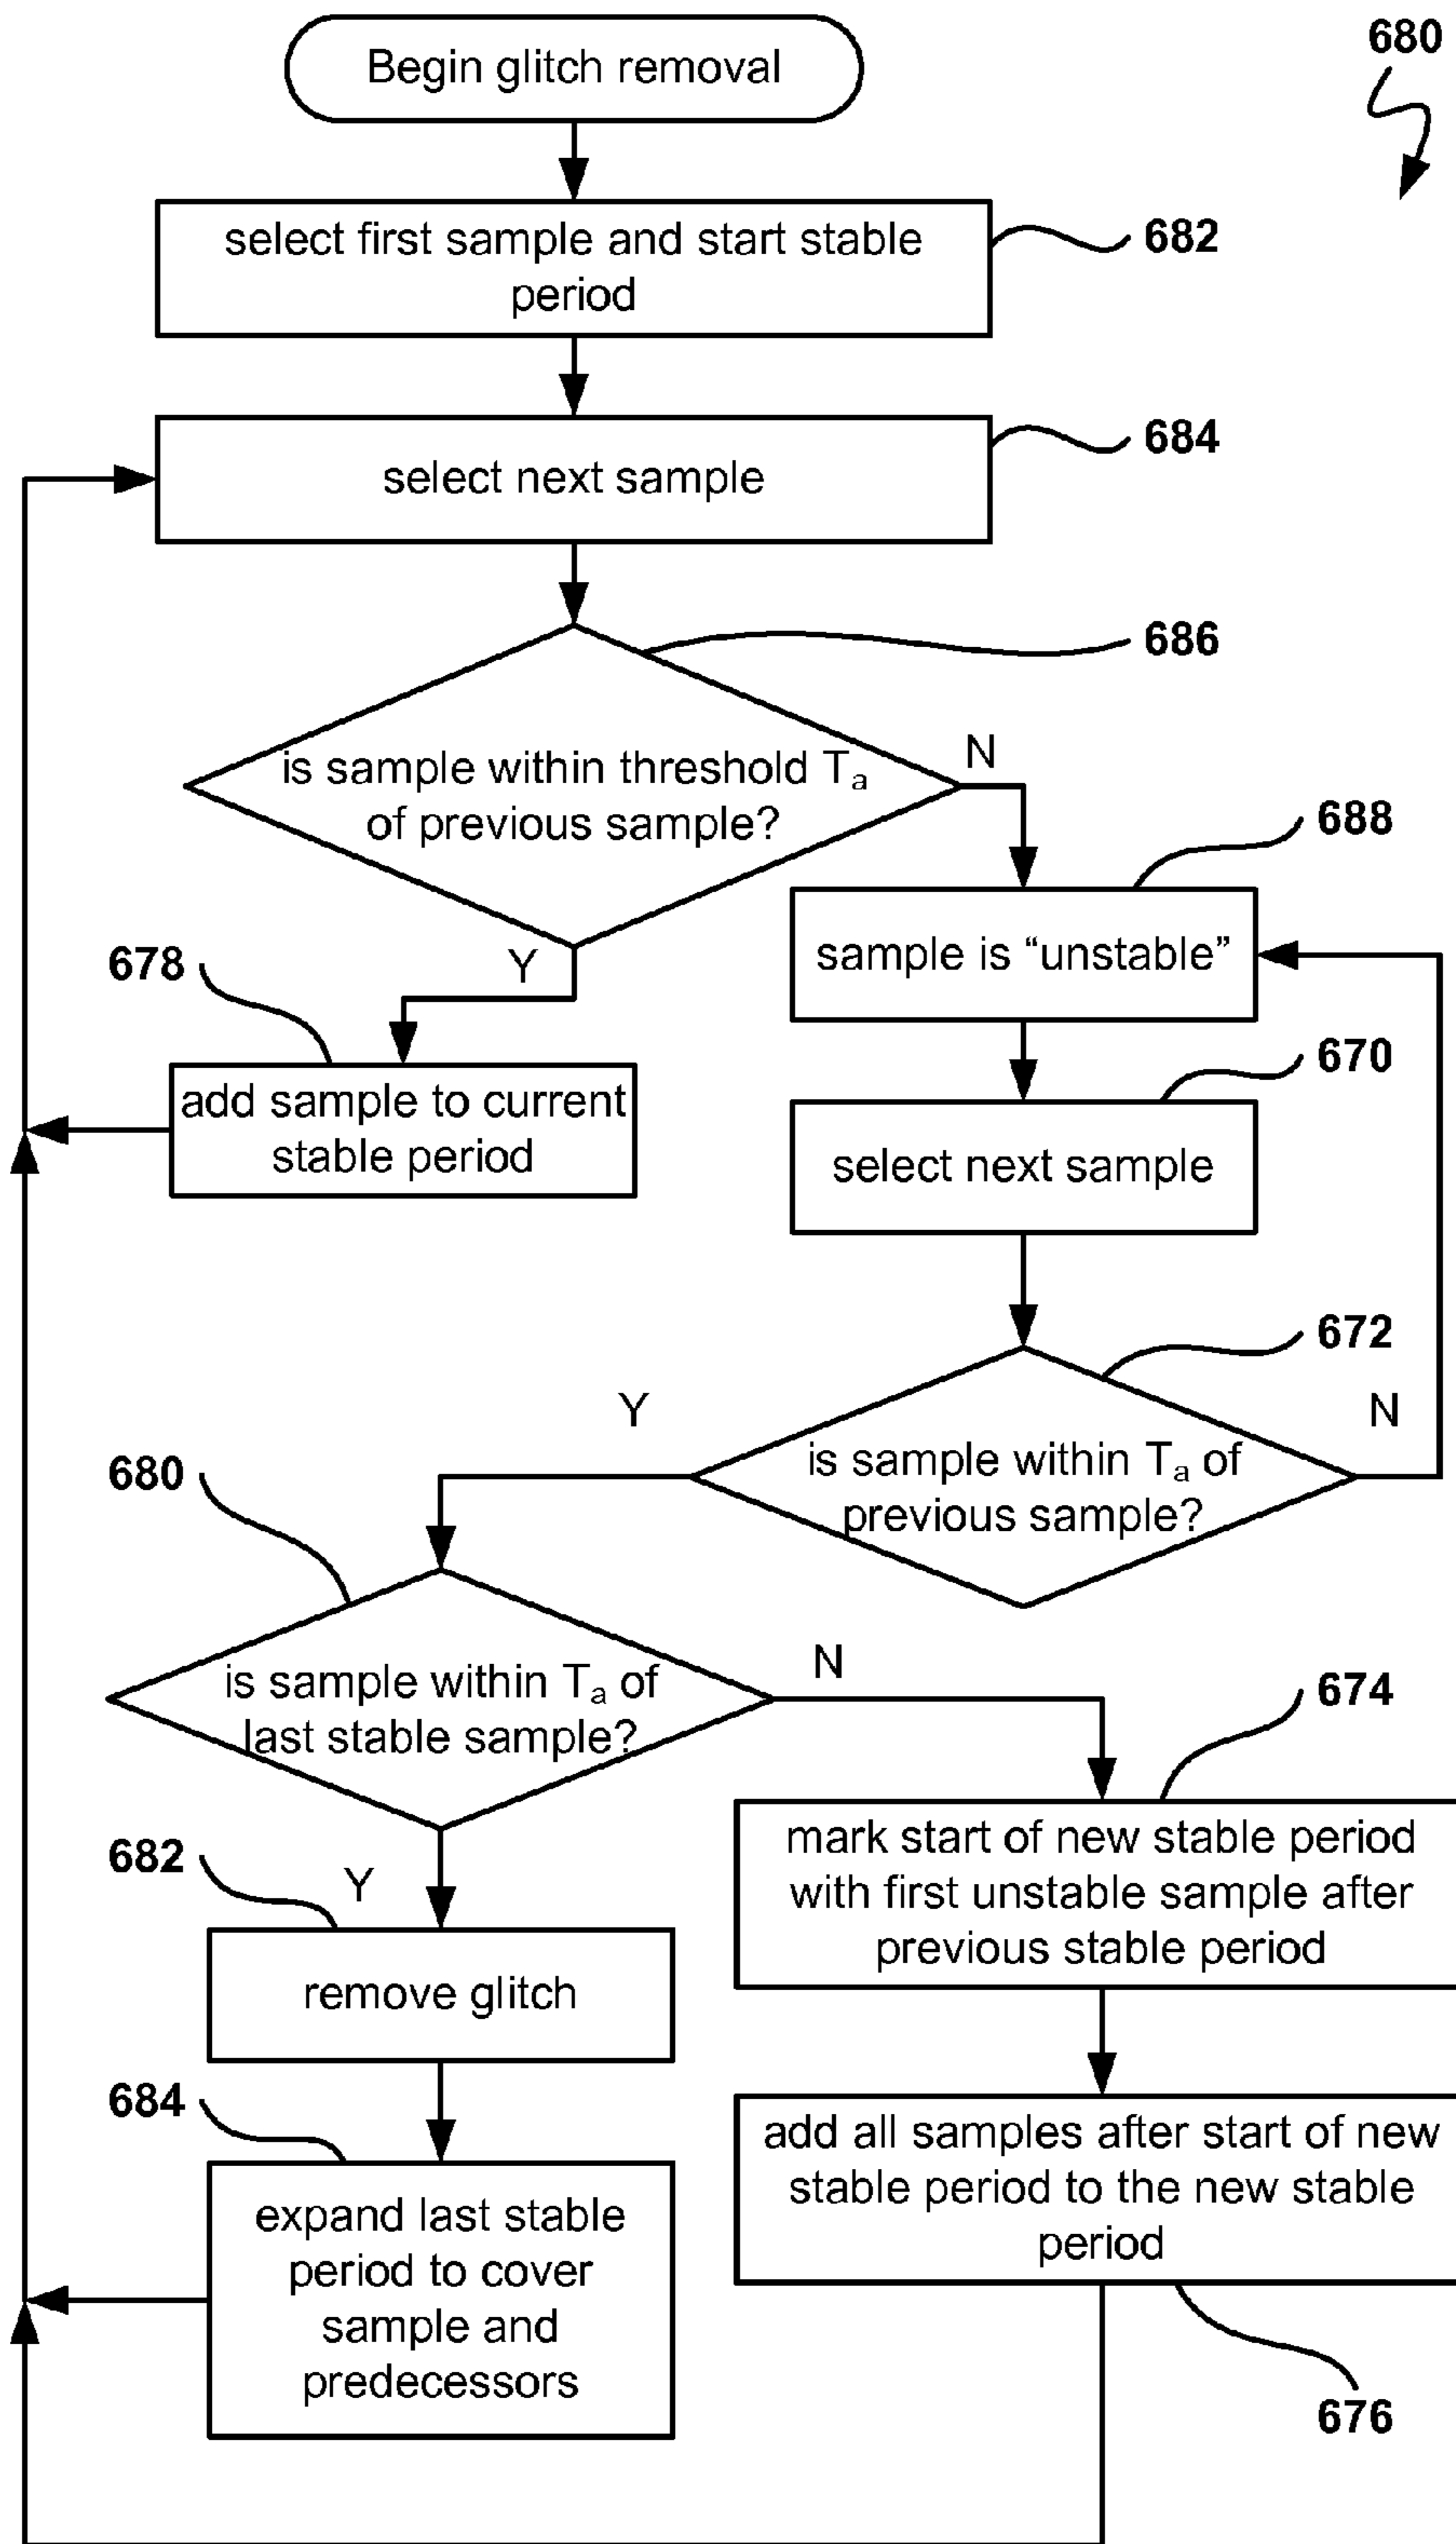 680
Begin glitch removal
select first sample and start stable
period
682
select next sample
684
686
is sample within threshold Ta
of previous sample?
N
Y
688
sample is “unstable”
678
add sample to current
stable period
670
select next sample
672
is sample within Ta of
previous sample?
Y
N
680
is sample within Ta of
last stable sample?
N
Y
674
mark start of new stable period
with first unstable sample after
previous stable period
682
remove glitch
684
expand last stable
period to cover
sample and
predecessors
add all samples after start of new
stable period to the new stable
period
676